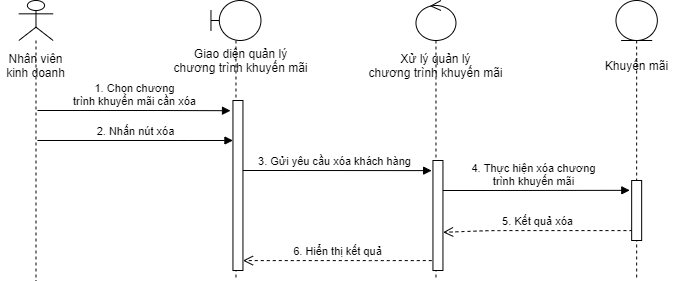 Nhân viên
kinh doanh
Giao diện quản lý
chương trình khuyến mãi
Xử lý quản lý
chương trình khuyến mãi
Khuyến mãi
1. Chọn chương
trình khuyến mãi cần xóa
2. Nhấn nút xóa
3. Gửi yêu cầu xóa khách hàng
4. Thực hiện xóa chương
trình khuyến mãi
5. Kết quả xóa
6. Hiển thị kết quả